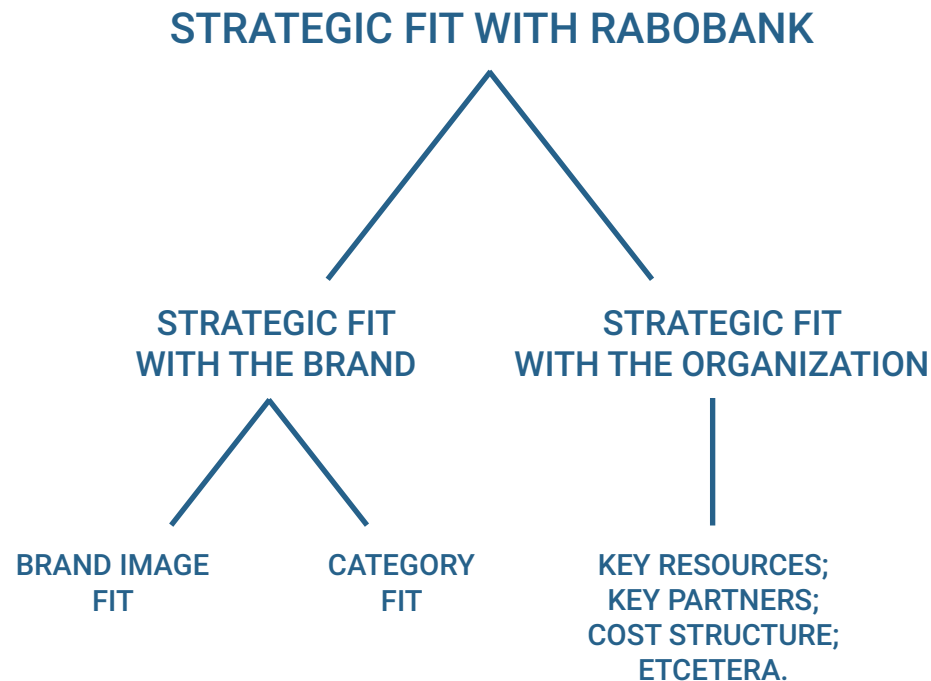 STRATEGIC FIT WITH RABOBANK
STRATEGIC FIT
WITH THE BRAND
STRATEGIC FIT
WITH THE ORGANIZATION
BRAND IMAGE
FIT
CATEGORY
FIT
KEY RESOURCES;
KEY PARTNERS;
COST STRUCTURE;
ETCETERA.